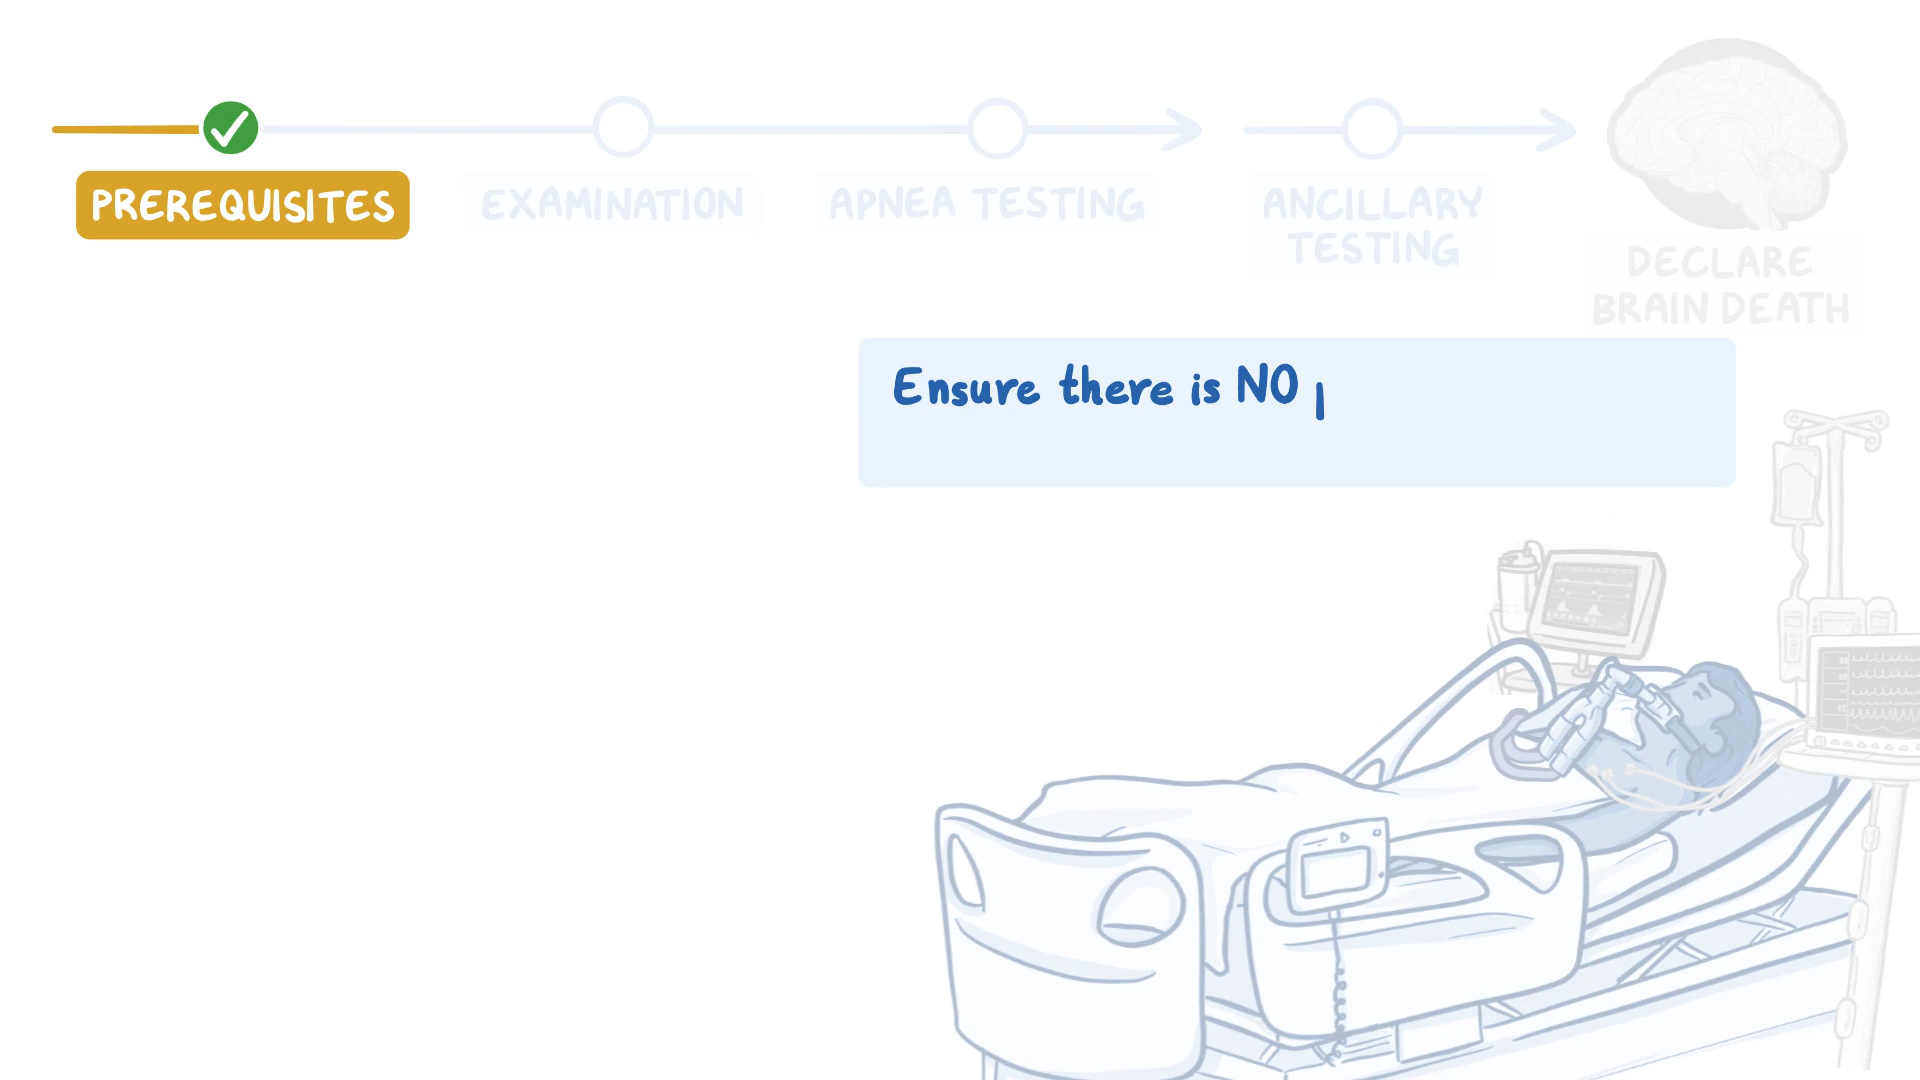 PREREQUISITES
EXAMINATION
APNEA TESTING
ANCILLARY
TESTING
DECLARE
BRAIN DEATH
Ensure there is NO